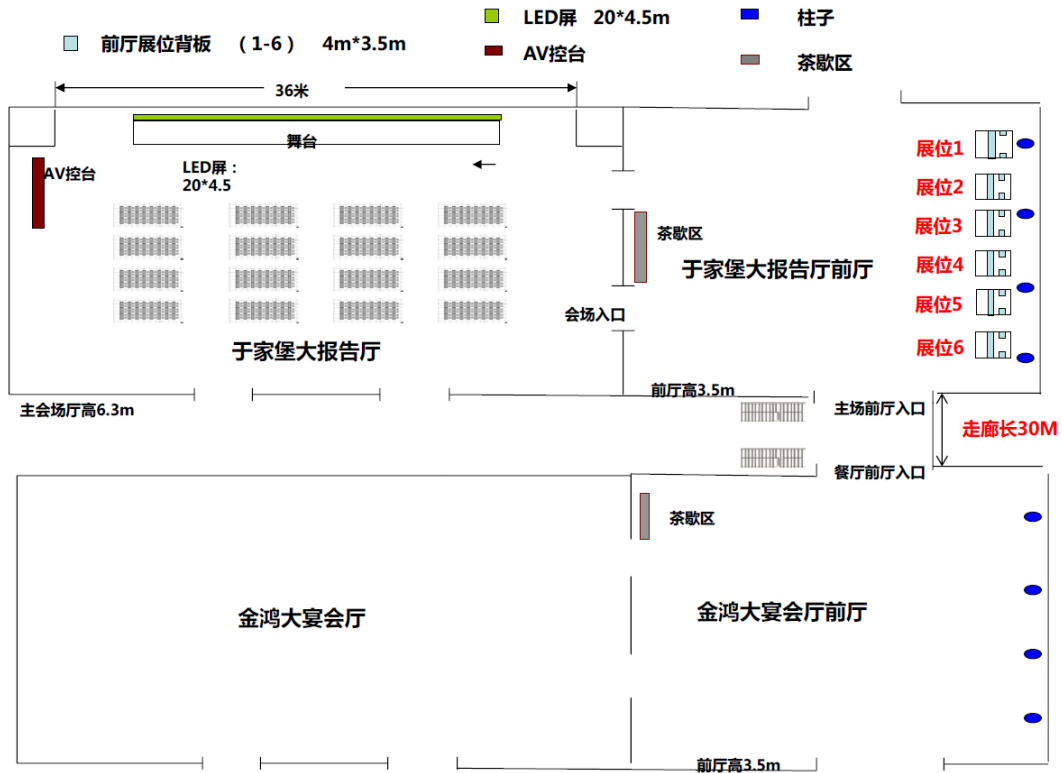 LED屏 20*4.5m
柱子
前厅展位背板 （1-6） 4m*3.5m
AV控台
茶歇区
36米
舞台
AV控台
LED屏：
20*4.5
展位1
展位2
展位3
茶歇区
于家堡大报告厅前厅
展位4
展位5
会场入口
展位6
于家堡大报告厅
主会场厅高6.3m
前厅高3.5m
主场前厅入口
走廊长30M
餐厅前厅入口
茶歇区
金鸿大宴会厅
金鸿大宴会厅前厅
前厅高3.5m